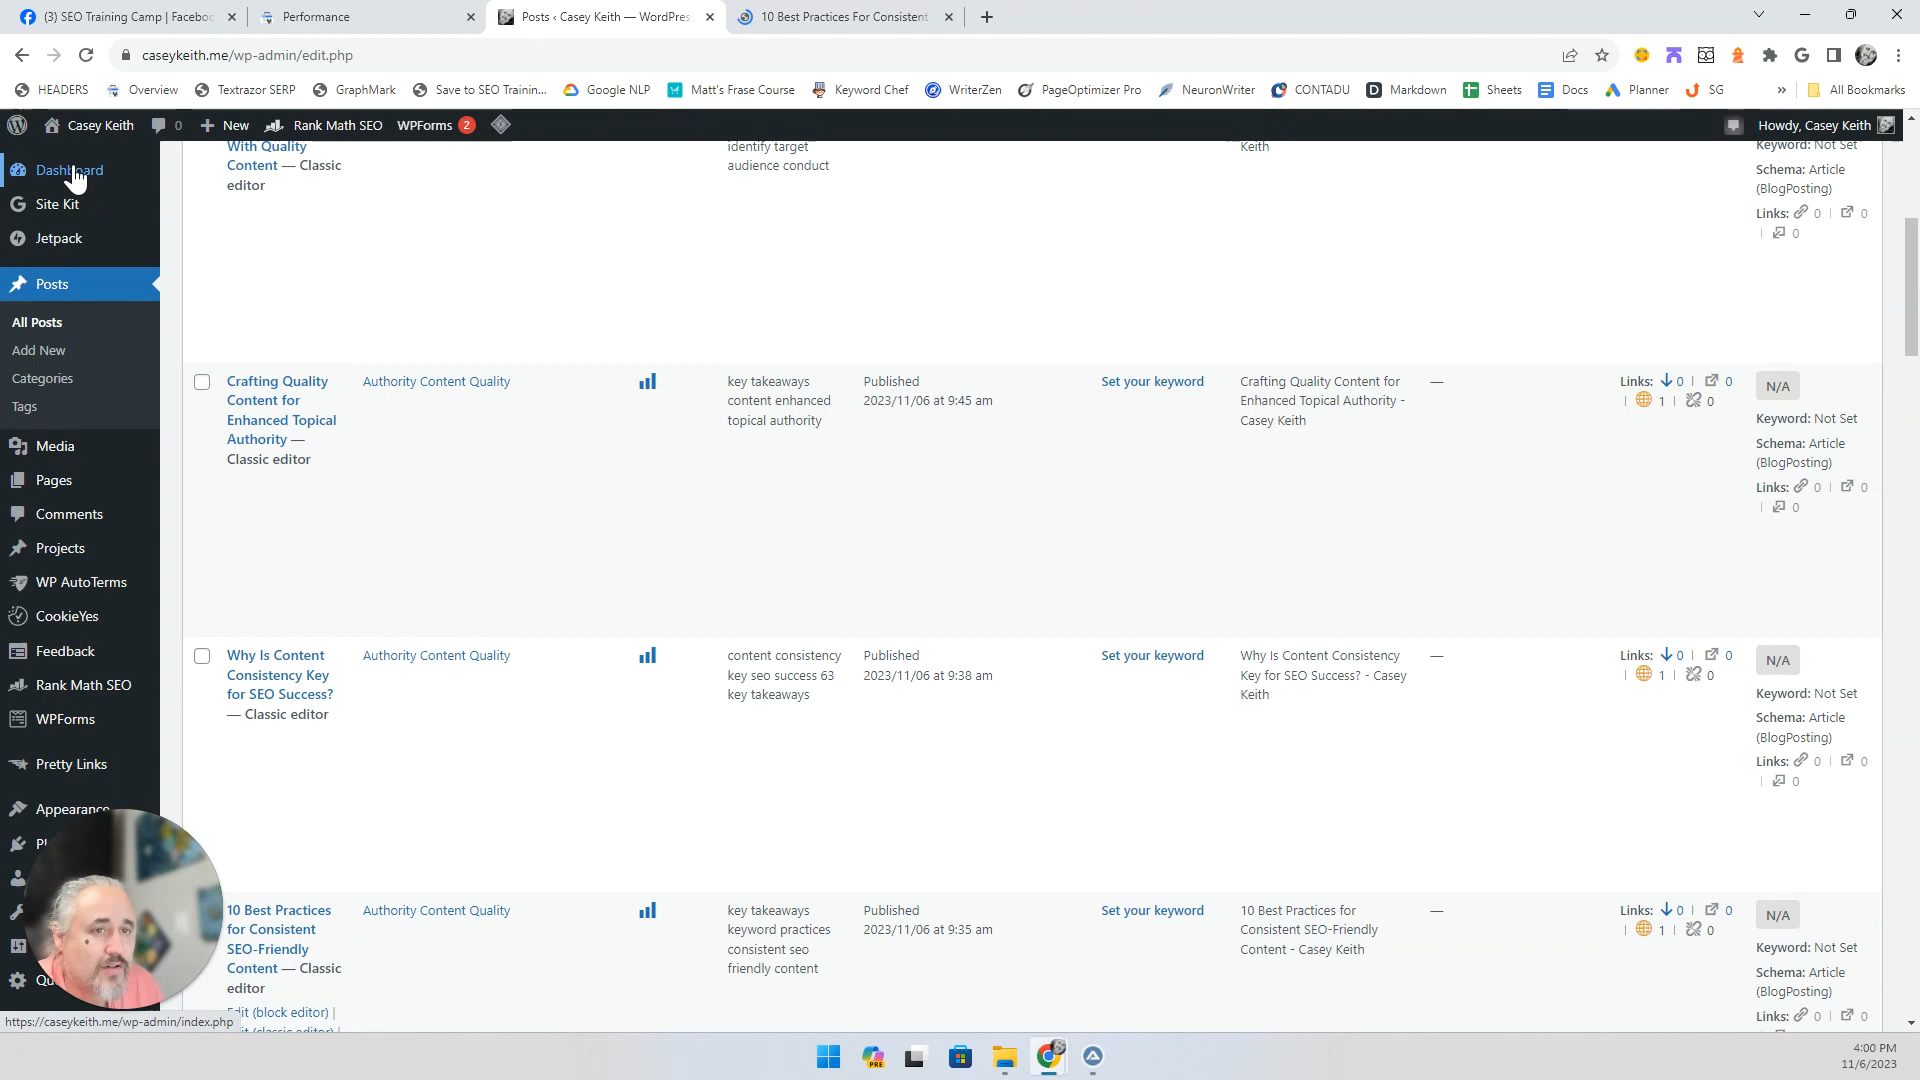 (3) SEO Training Camp | Faceboo
Performance
Posts ‹ Casey Keith — WordPres
10 Best Practices For Consistent
caseykeith.me/wp-admin/edit.php
HEADERS
Overview
Textrazor SERP
GraphMark
Save to SEO Trainin...
Google NLP
Matt's Frase Course
Keyword Chef
WriterZen
PageOptimizer Pro
NeuronWriter
CONTADU
Markdown
Sheets
Docs
Planner
SG
»
All Bookmarks
Casey Keith
0
New
Rank Math SEO
WPForms 2
Howdy, Casey Keith
Dashboard
Site Kit
Jetpack
Posts
All Posts
Add New
Categories
Tags
Media
Pages
Comments
Projects
WP AutoTerms
CookieYes
Feedback
Rank Math SEO
WPForms
Pretty Links
Appearance
With Quality
Content — Classic
editor
identify target
audience conduct
Keith
Keyword: Not Set
Schema: Article
(BlogPosting)
Links: 0 | 0
| 0
Crafting Quality
Content for
Enhanced Topical
Authority —
Classic editor
Authority Content Quality
key takeaways
content enhanced
topical authority
Published
2023/11/06 at 9:45 am
Set your keyword
Crafting Quality Content for
Enhanced Topical Authority -
Casey Keith
—
Links: 0 | 0
| 1 | 0
N/A
Keyword: Not Set
Schema: Article
(BlogPosting)
Links: 0 | 0
| 0
Why Is Content
Consistency Key
for SEO Success?
— Classic editor
Authority Content Quality
content consistency
key seo success 63
key takeaways
Published
2023/11/06 at 9:38 am
Set your keyword
Why Is Content Consistency
Key for SEO Success? - Casey
Keith
—
Links: 0 | 0
| 1 | 0
N/A
Keyword: Not Set
Schema: Article
(BlogPosting)
Links: 0 | 0
| 0
10 Best Practices
for Consistent
SEO-Friendly
Content — Classic
editor
Edit (block editor) |
Edit (classic editor) |
Authority Content Quality
key takeaways
keyword practices
consistent seo
friendly content
Published
2023/11/06 at 9:35 am
Set your keyword
10 Best Practices for
Consistent SEO-Friendly
Content - Casey Keith
—
Links: 0 | 0
| 1 | 0
N/A
Keyword: Not Set
Schema: Article
(BlogPosting)
Links: 0 | 0
https://caseykeith.me/wp-admin/index.php
PRE
4:00 PM
11/6/2023